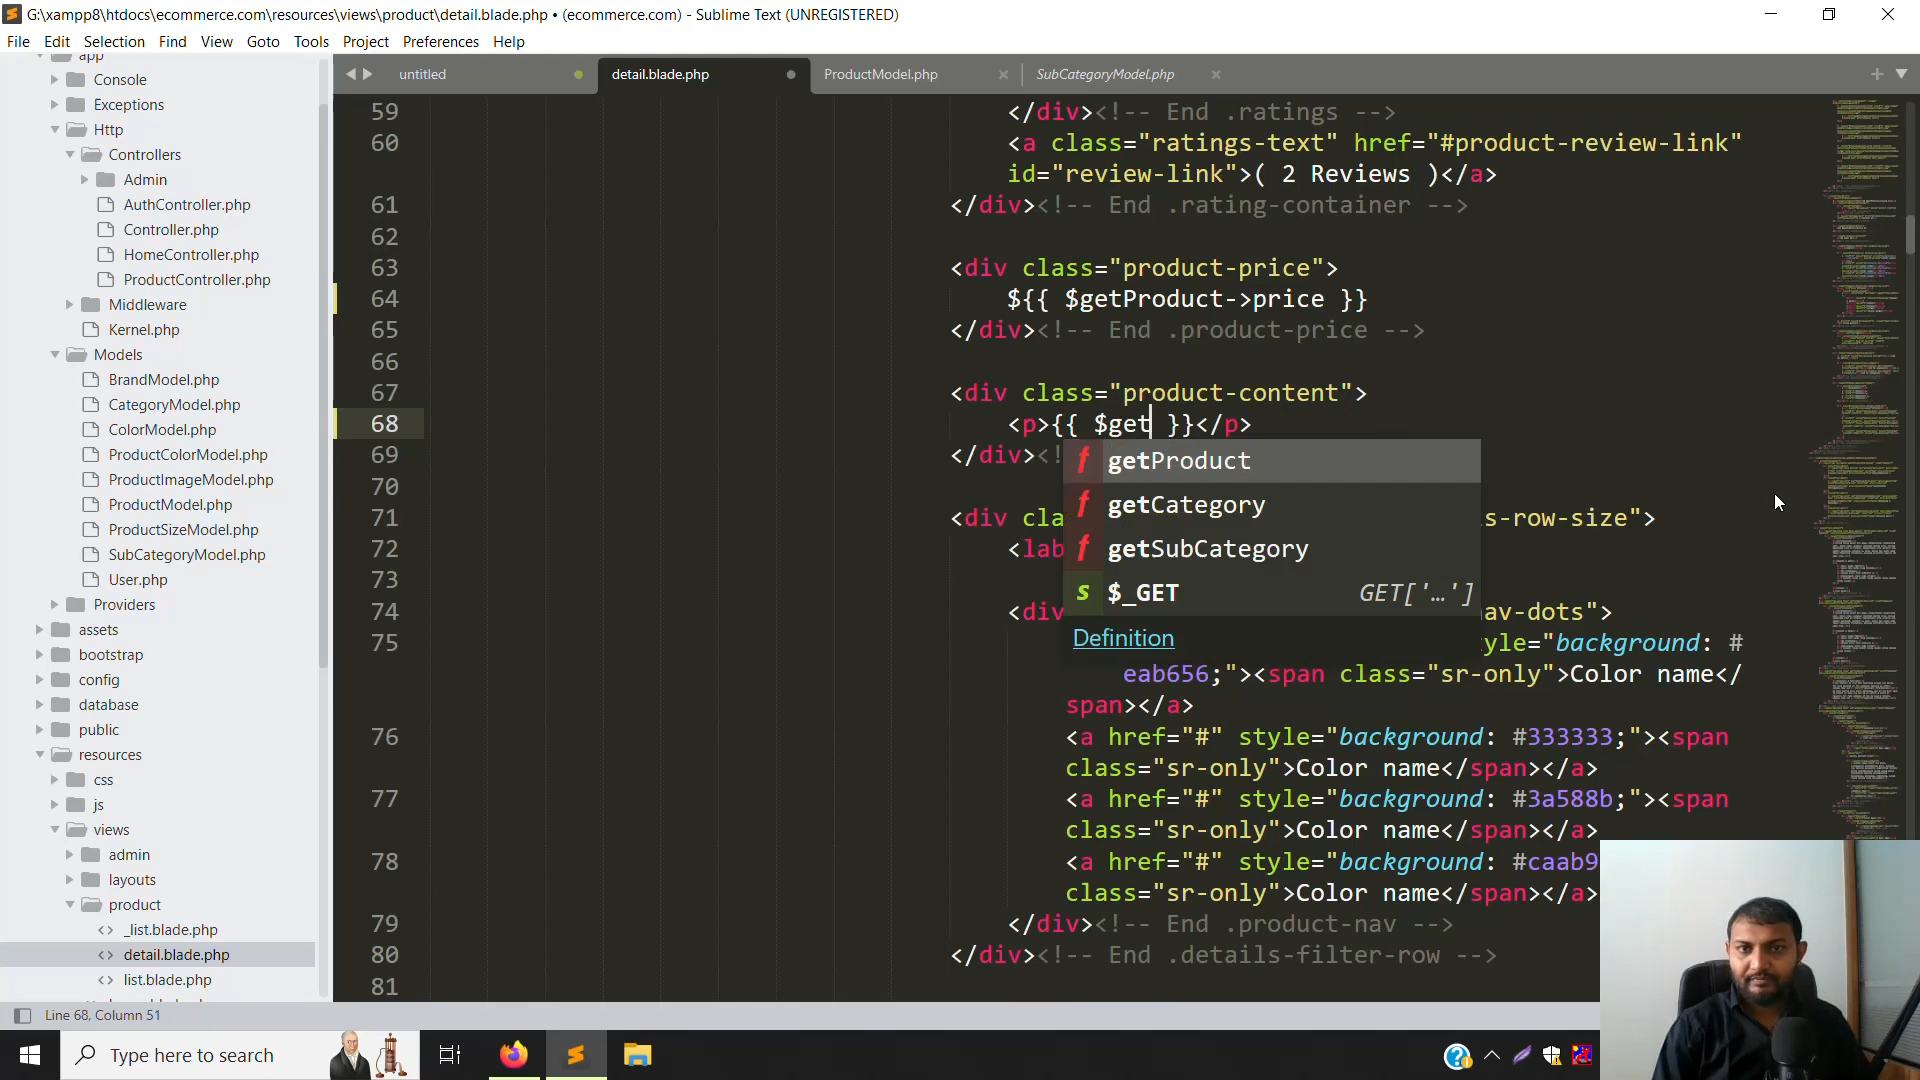 G:\xampp8\htdocs\ecommerce.com\resources\views\product\detail.blade.php • (ecommerce.com) - Sublime Text (UNREGISTERED)
File Edit Selection Find View Goto Tools Project Preferences Help
app
Console
Exceptions
Http
Controllers
Admin
AuthController.php
Controller.php
HomeController.php
ProductController.php
Middleware
Kernel.php
Models
BrandModel.php
CategoryModel.php
ColorModel.php
ProductColorModel.php
ProductImageModel.php
ProductModel.php
ProductSizeModel.php
SubCategoryModel.php
User.php
Providers
assets
bootstrap
config
database
public
resources
css
js
views
admin
layouts
product
_list.blade.php
detail.blade.php
list.blade.php
untitled detail.blade.php ProductModel.php SubCategoryModel.php
59 </div><!-- End .ratings -->
60 <a class="ratings-text" href="#product-review-link"
id="review-link">( 2 Reviews )</a>
61 </div><!-- End .rating-container -->
62
63 <div class="product-price">
64 ${{ $getProduct->price }}
65 </div><!-- End .product-price -->
66
67 <div class="product-content">
68 <p>{{ $get }}</p>
69 </div><!
70
71 <div cla s-row-size">
72 <lab
73
74 <div nav-dots">
75 tyle="background: #
eab656;"><span class="sr-only">Color name</
span></a>
76 <a href="#" style="background: #333333;"><span
class="sr-only">Color name</span></a>
77 <a href="#" style="background: #3a588b;"><span
class="sr-only">Color name</span></a>
78 <a href="#" style="background: #caab9
class="sr-only">Color name</span></a>
79 </div><!-- End .product-nav -->
80 </div><!-- End .details-filter-row -->
81
f getProduct
f getCategory
f getSubCategory
s $_GET GET['…']
Definition
Line 68, Column 51
Type here to search